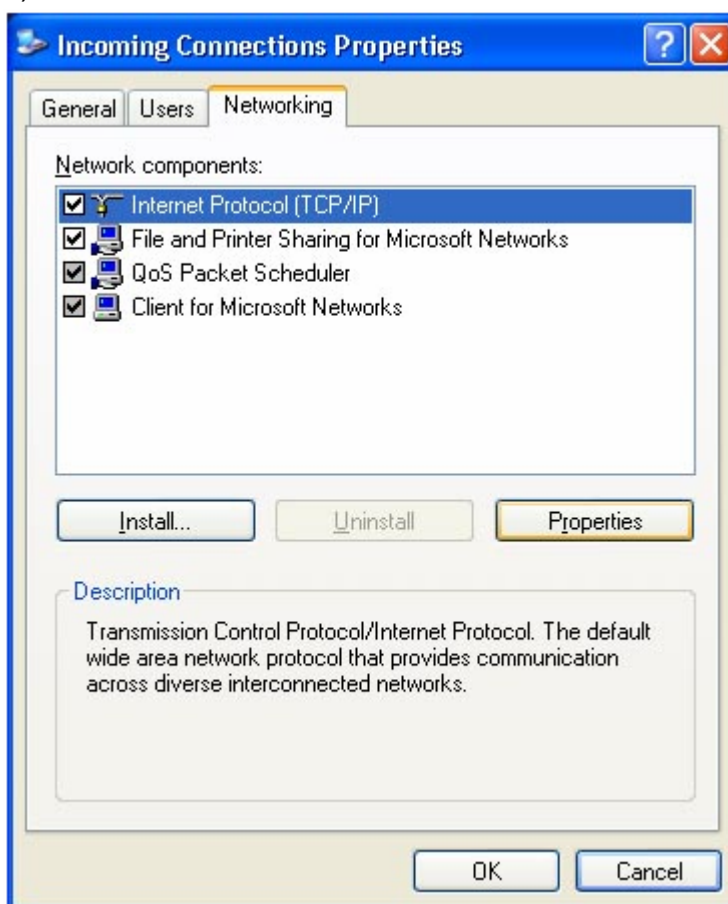 Incoming Connections Properties
General Users Networking
Network components:
Internet Protocol (TCP/IP)
File and Printer Sharing for Microsoft Networks
QoS Packet Scheduler
Client for Microsoft Networks
Install... Uninstall Properties
Description
Transmission Control Protocol/Internet Protocol. The default
wide area network protocol that provides communication
across diverse interconnected networks.
OK Cancel